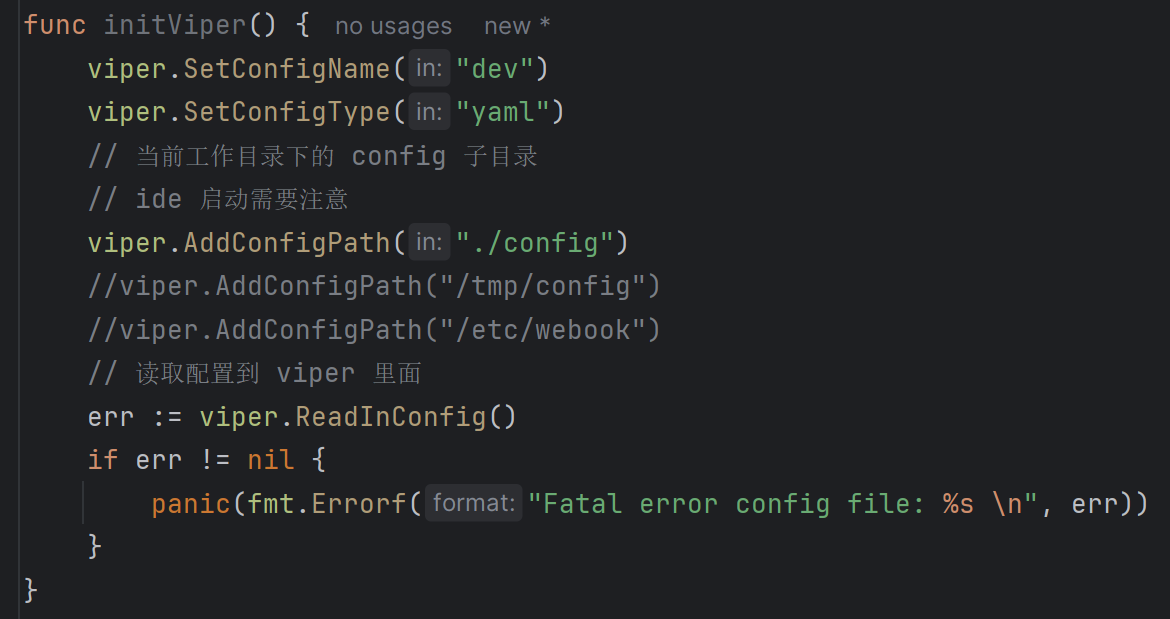 func initViper() { no usages new *
    viper.SetConfigName( in: "dev")
    viper.SetConfigType( in: "yaml")
    // 当前工作目录下的 config 子目录
    // ide 启动需要注意
    viper.AddConfigPath( in: "./config")
    //viper.AddConfigPath("/tmp/config")
    //viper.AddConfigPath("/etc/webook")
    // 读取配置到 viper 里面
    err := viper.ReadInConfig()
    if err != nil {
        panic(fmt.Errorf( format: "Fatal error config file: %s \n", err))
    }
}